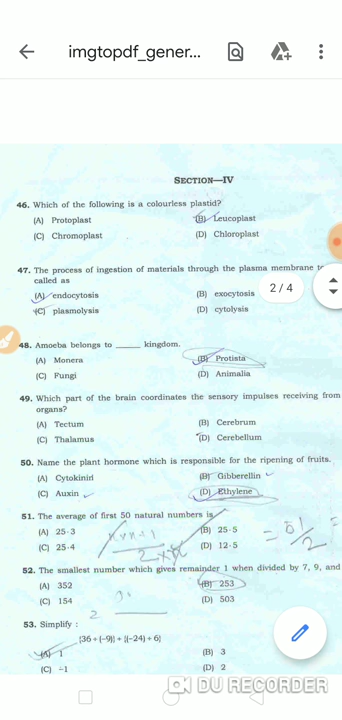 imgtopdf_gener...
SECTION—IV
46. Which of the following is a colourless plastid?
(A) Protoplast
(B) Leucoplast
(C) Chromoplast
(D) Chloroplast
47. The process of ingestion of materials through the plasma membrane
called as
(A) endocytosis
(B) exocytosis
(C) plasmolysis
(D) cytolysis
2 / 4
48. Amoeba belongs to _____ kingdom.
(A) Monera
(B) Protista
(C) Fungi
(D) Animalia
49. Which part of the brain coordinates the sensory impulses receiving from
organs?
(A) Tectum
(B) Cerebrum
(C) Thalamus
(D) Cerebellum
50. Name the plant hormone which is responsible for the ripening of fruits.
(A) Cytokinin
(B) Gibberellin
(C) Auxin
(D) Ethylene
51. The average of first 50 natural numbers is
(A) 25·3
(B) 25·5
(C) 25·4
(D) 12·5
= 51/2 =
52. The smallest number which gives remainder 1 when divided by 7, 9, and
(A) 352
(B) 253
(C) 154
(D) 503
2
53. Simplify :
{36 ÷ (−9)} ÷ {(−24) ÷ 6}
(A) 1
(B) 3
(C) −1
(D) 2
DU RECORDER